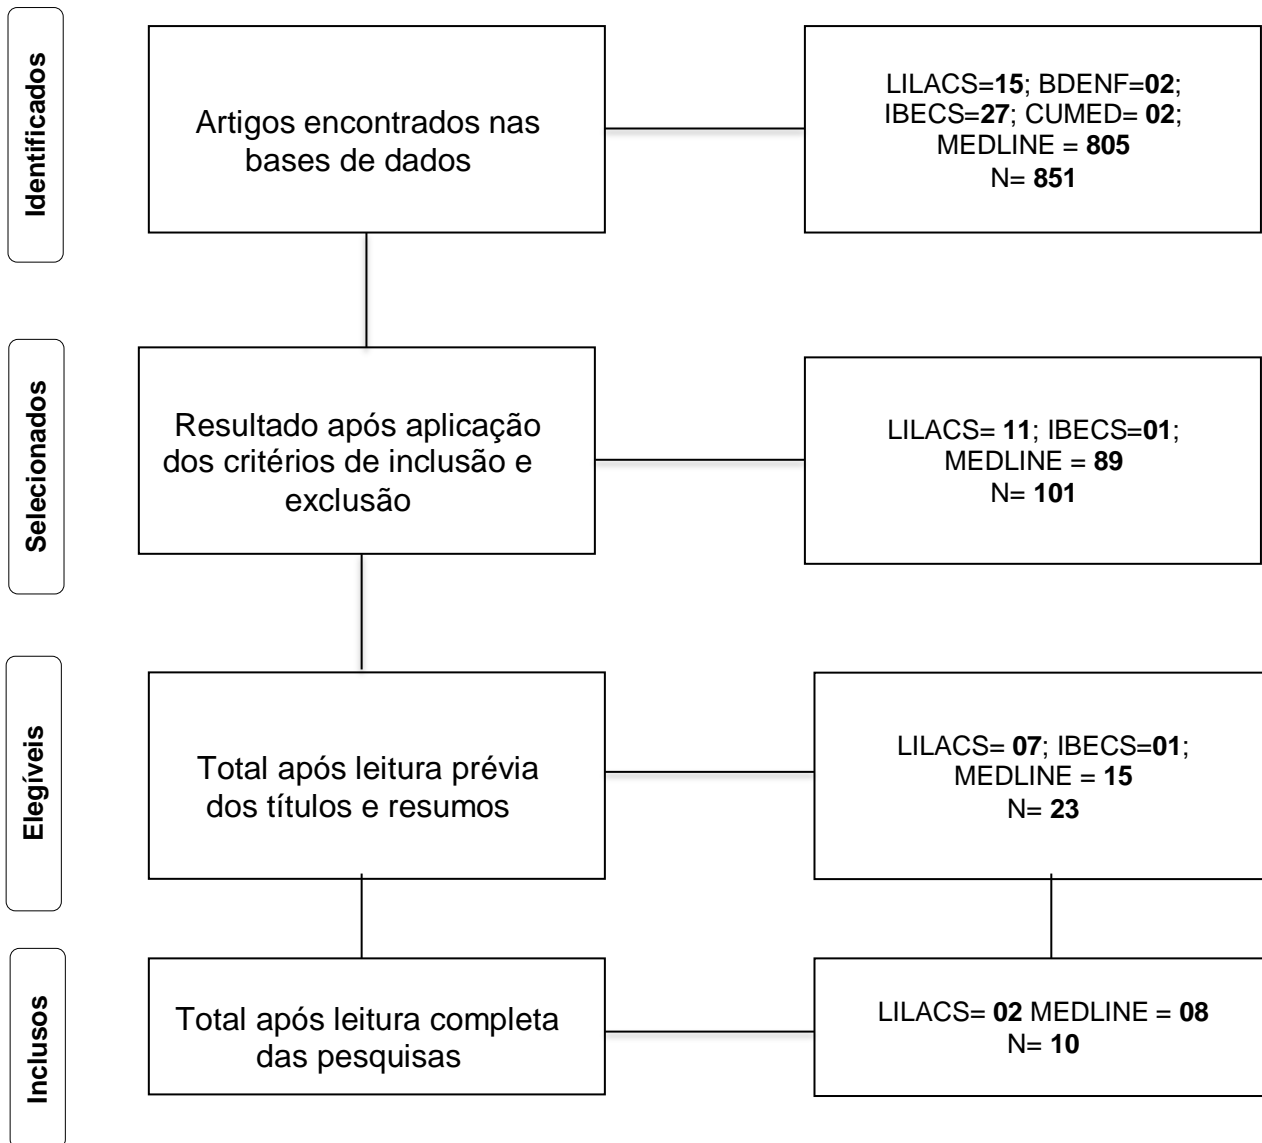 Identificados
Artigos encontrados nas
bases de dados
LILACS=15; BDENF=02;
IBECS=27; CUMED= 02;
MEDLINE = 805
N= 851
Selecionados
Resultado após aplicação
dos critérios de inclusão e
exclusão
LILACS= 11; IBECS=01;
MEDLINE = 89
N= 101
Elegíveis
Total após leitura prévia
dos títulos e resumos
LILACS= 07; IBECS=01;
MEDLINE = 15
N= 23
Inclusos
Total após leitura completa
das pesquisas
LILACS= 02 MEDLINE = 08
N= 10